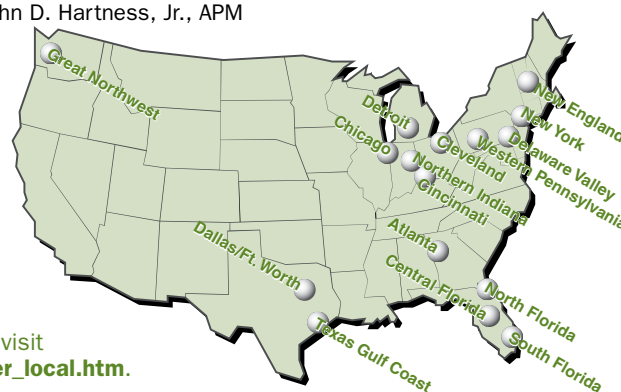 hn D. Hartness, Jr., APM
Great Northwest
New England
New York
Detroit
Chicago
Cleveland
Delaware Valley
Western Pennsylvania
Northern Indiana
Cincinnati
Atlanta
Dallas/Ft. Worth
Central Florida
North Florida
Texas Gulf Coast
South Florida
visit
er_local.htm.